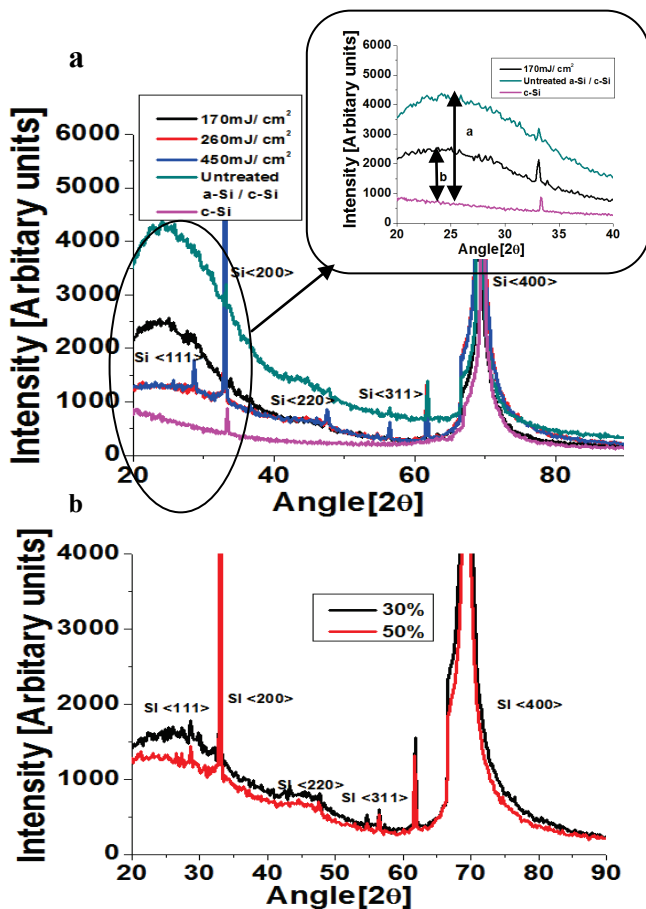 a
Intensity [Arbitary units]
6000
5000
4000
3000
2000
1000
0
20
40
60
80
Angle[2θ]
170mJ/ cm²
260mJ/ cm²
450mJ/ cm²
Untreated
a-Si / c-Si
c-Si
Si<200>
Si <111>
Si<220>
Si<311>
Si<400>
Intensity [Arbitary units]
6000
5000
4000
3000
2000
1000
0
20
25
30
35
40
Angle[2θ]
170mJ/ cm²
Untreated a-Si / c-Si
c-Si
a
b
b
Intensity [Arbitary units]
4000
3000
2000
1000
0
20
30
40
50
60
70
80
90
Angle[2θ]
30%
50%
SI <111>
SI <200>
SI <220>
SI <311>
SI <400>